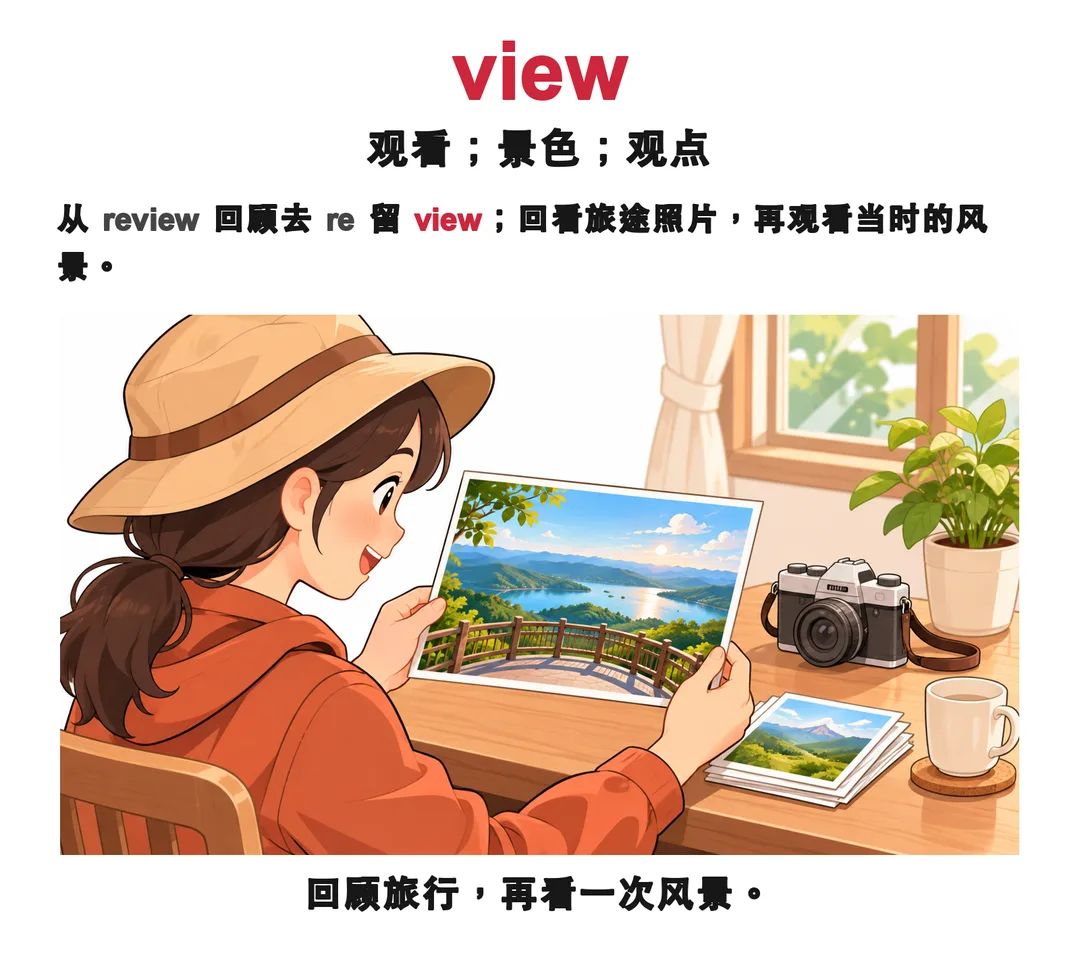 view
观看；景色；观点
从 review 回顾去 re 留 view；回看旅途照片，再观看当时的风
景。
回顾旅行，再看一次风景。